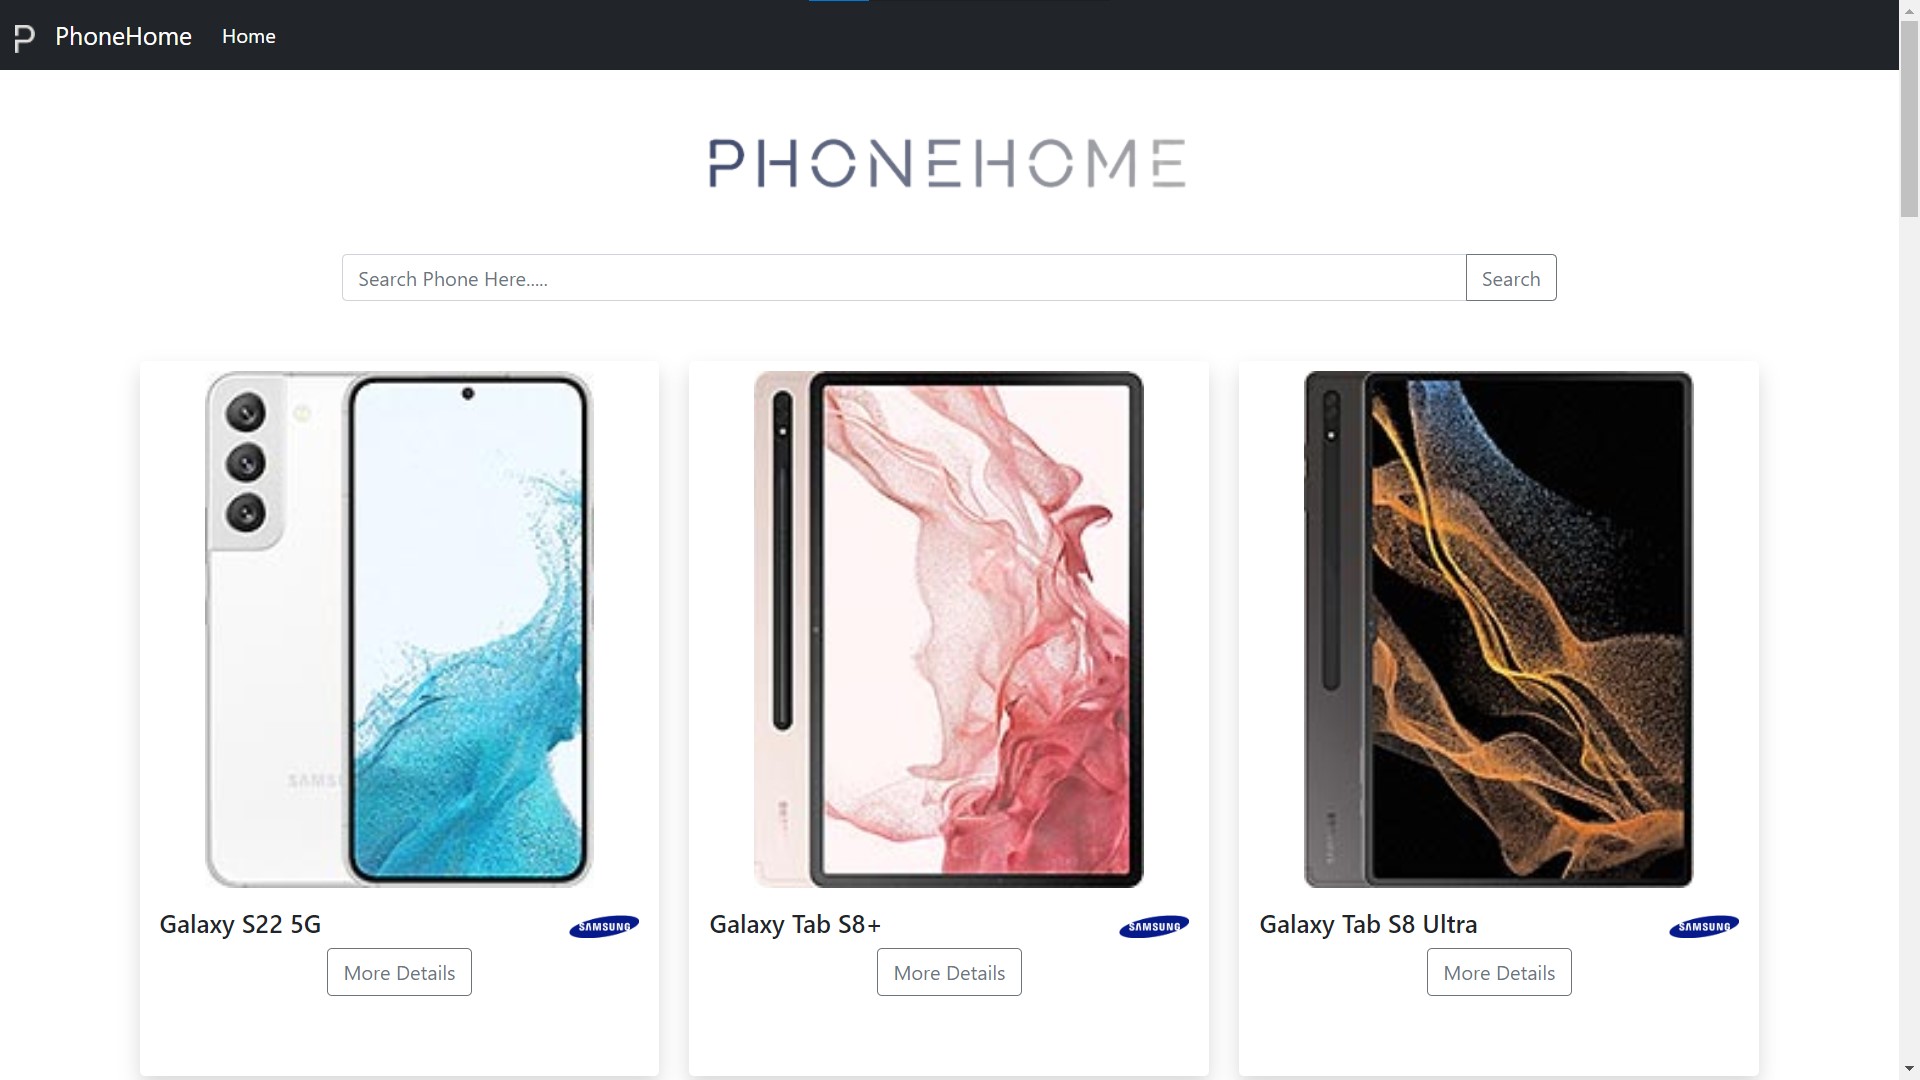 PhoneHome Home
PHONEHOME
Search Phone Here..... Search
SAMSU
Galaxy S22 5G SAMSUNG
Galaxy Tab S8+ SAMSUNG
Galaxy Tab S8 Ultra SAMSUNG
More Details
More Details
More Details